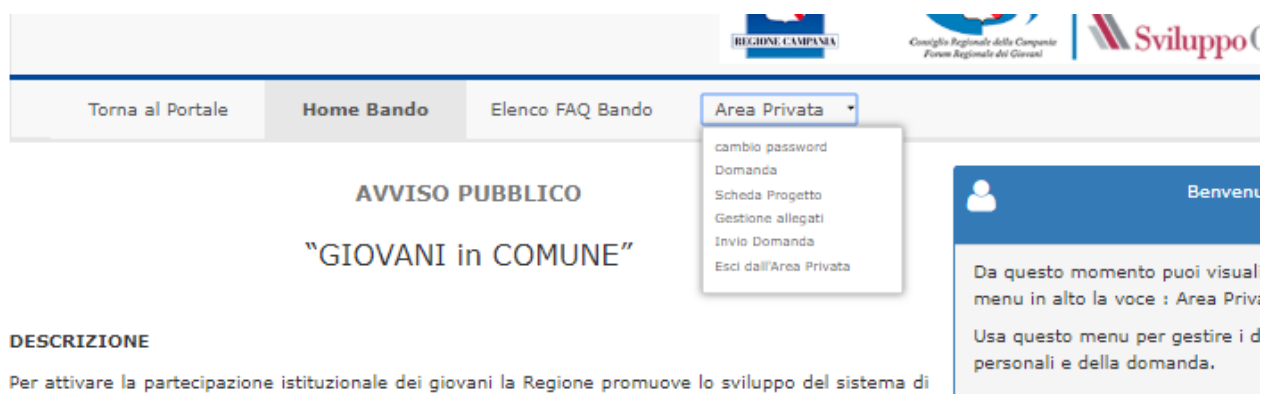 REGIONE CAMPANIA
Consiglio Regionale della Campania
Forum Regionale dei Giovani
Sviluppo
Torna al Portale
Home Bando
Elenco FAQ Bando
Area Privata
cambio password
Domanda
Scheda Progetto
Gestione allegati
Invio Domanda
Esci dall'Area Privata
AVVISO PUBBLICO
“GIOVANI in COMUNE”
DESCRIZIONE
Per attivare la partecipazione istituzionale dei giovani la Regione promuove lo sviluppo del sistema di
Benvenu
Da questo momento puoi visuali
menu in alto la voce : Area Priva
Usa questo menu per gestire i d
personali e della domanda.